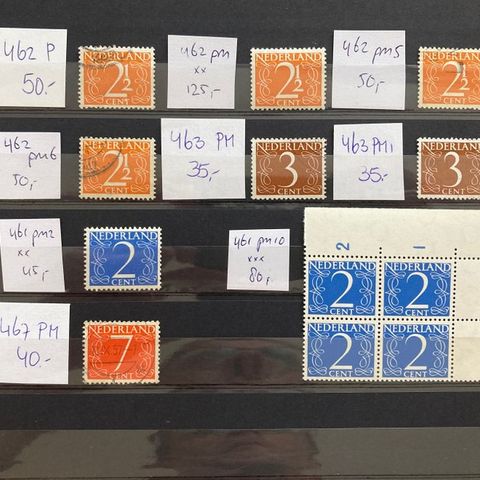 462 P
50.-
NEDERLAND
2½
CENT
462 pm
xx
125,-
NEDERLAND
2½
CENT
462 pm5
50,-
NEDERLAND
2½
CENT
462
pm6
50,-
NEDERLAND
2½
CENT
463 PM
35,-
NEDERLAND
3
CENT
463 PM1
35.-
NEDERLAND
3
CENT
461 pm2
xx
45,-
NEDERLAND
2
CENT
461 pm10
xxx
80,-
2 1
NEDERLAND NEDERLAND
2 2
CENT CENT
NEDERLAND NEDERLAND
2 2
CENT CENT
467 PM
40.-
NEDERLAND
7
CENT